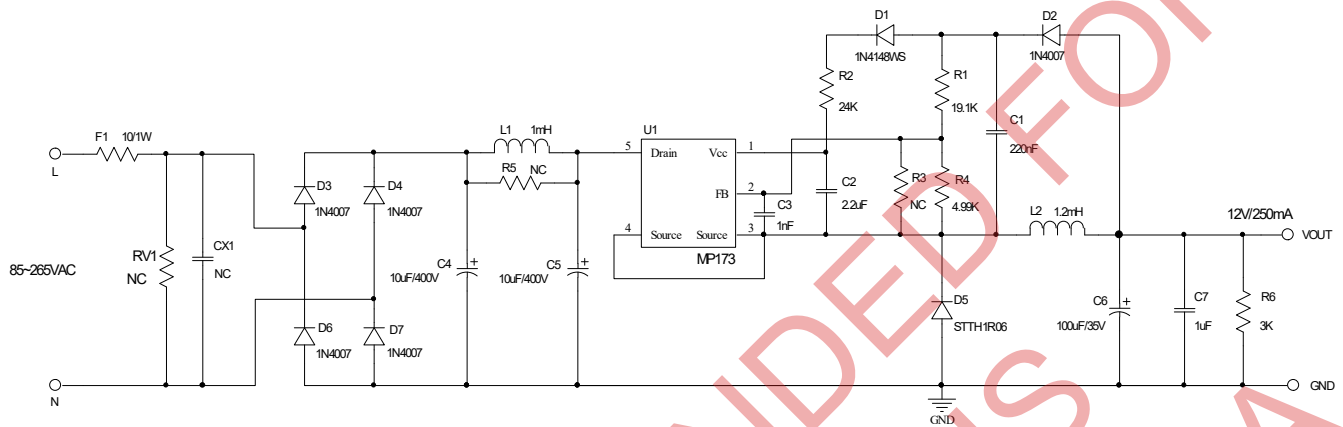 D1
1N4148WS
D2
1N4007
R2
24K
R1
19.1K
C1
220nF
F1 10/1W
L
L1 1mH
R5 NC
U1
5 Drain Vcc 1
FB 2
4 Source Source 3
MP173
C2
2.2uF
C3
1nF
R3
NC
R4
4.99K
D3
1N4007
D4
1N4007
L2 1.2mH
12V/250mA
VOUT
85~265VAC
RV1
NC
CX1
NC
C4
10uF/400V
+
C5
10uF/400V
+
D5
STTH1R06
C6
100uF/35V
+
C7
1uF
R6
3K
D6
1N4007
D7
1N4007
N
GND
GND
NDED FO